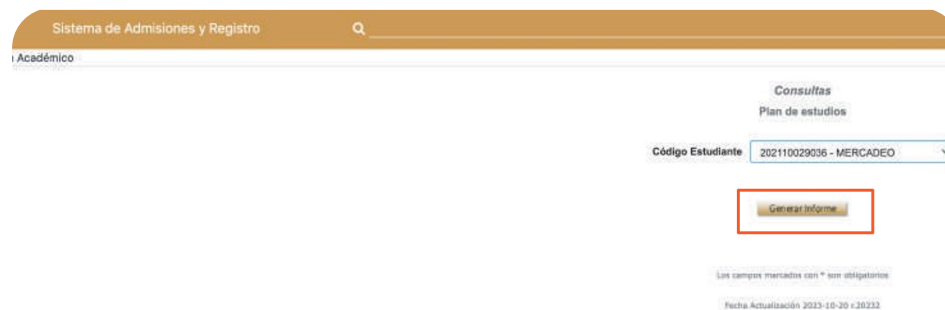 Sistema de Admisiones y Registro
Académico
Consultas
Plan de estudios
Código Estudiante 202110029036 - MERCADEO
Generar Informe
Los campos marcados con * son obligatorios
Fecha Actualización 2023-10-20 r.20232